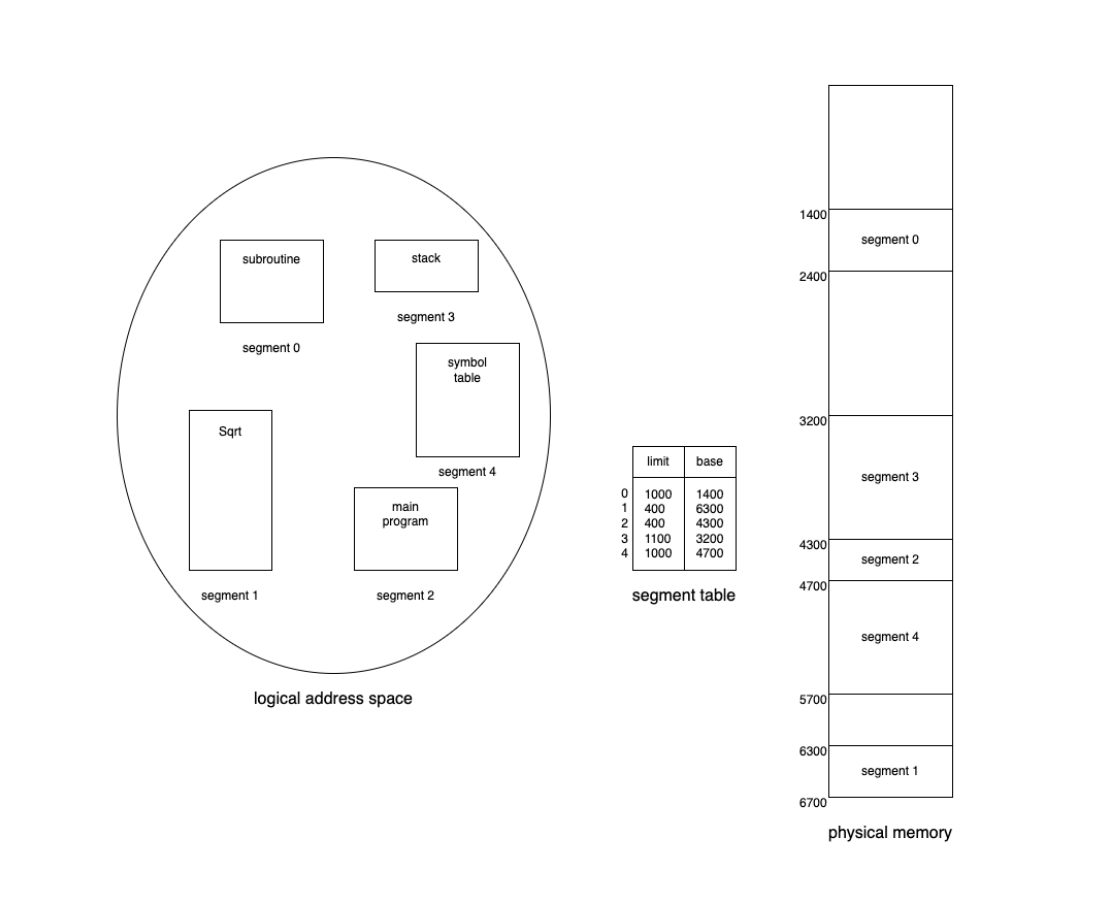 subroutine
segment 0
stack
segment 3
symbol
table
segment 4
Sqrt
segment 1
main
program
segment 2
logical address space
limit base
0 1000 1400
1 400 6300
2 400 4300
3 1100 3200
4 1000 4700
segment table
1400
segment 0
2400
3200
segment 3
4300
segment 2
4700
segment 4
5700
6300
segment 1
6700
physical memory